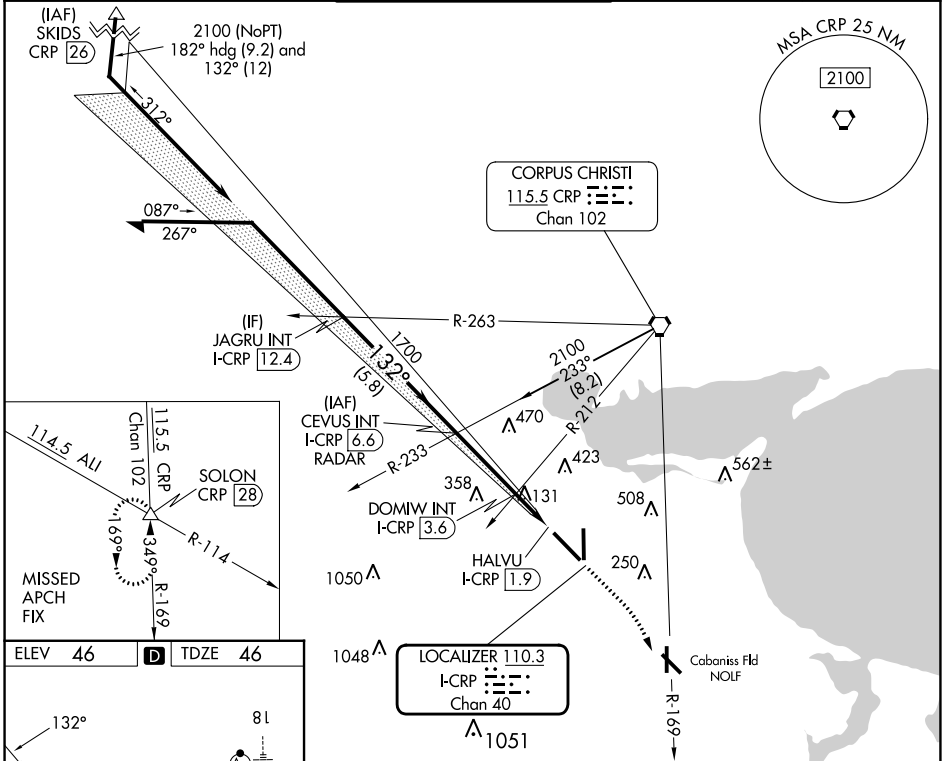 (IAF)
SKIDS
CRP 26
2100 (NoPT)
182° hdg (9.2) and
132° (12)
312°
087°
267°
MSA CRP 25 NM
2100
CORPUS CHRISTI
115.5 CRP
Chan 102
R-263
(IF)
JAGRU INT
I-CRP 12.4
1700
132°
(5.8)
2100
233°
(8.2)
R-212
(IAF)
CEVUS INT
I-CRP 6.6
RADAR
R-233
470
423
562±
358
131
508
DOMIW INT
I-CRP 3.6
HALVU
I-CRP 1.9
250
1050
1048
114.5 ALI
115.5 CRP
Chan 102
SOLON
CRP 28
R-114
169°
349°
R-169
MISSED
APCH
FIX
LOCALIZER 110.3
I-CRP
Chan 40
1051
Cabaniss Fld
NOLF
R-169
ELEV 46
D
TDZE 46
132°
18